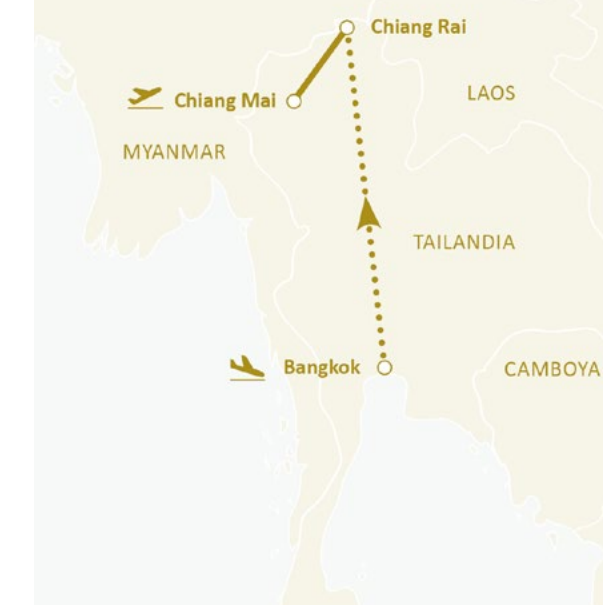 Chiang Rai
LAOS
Chiang Mai
MYANMAR
TAILANDIA
Bangkok
CAMBOYA